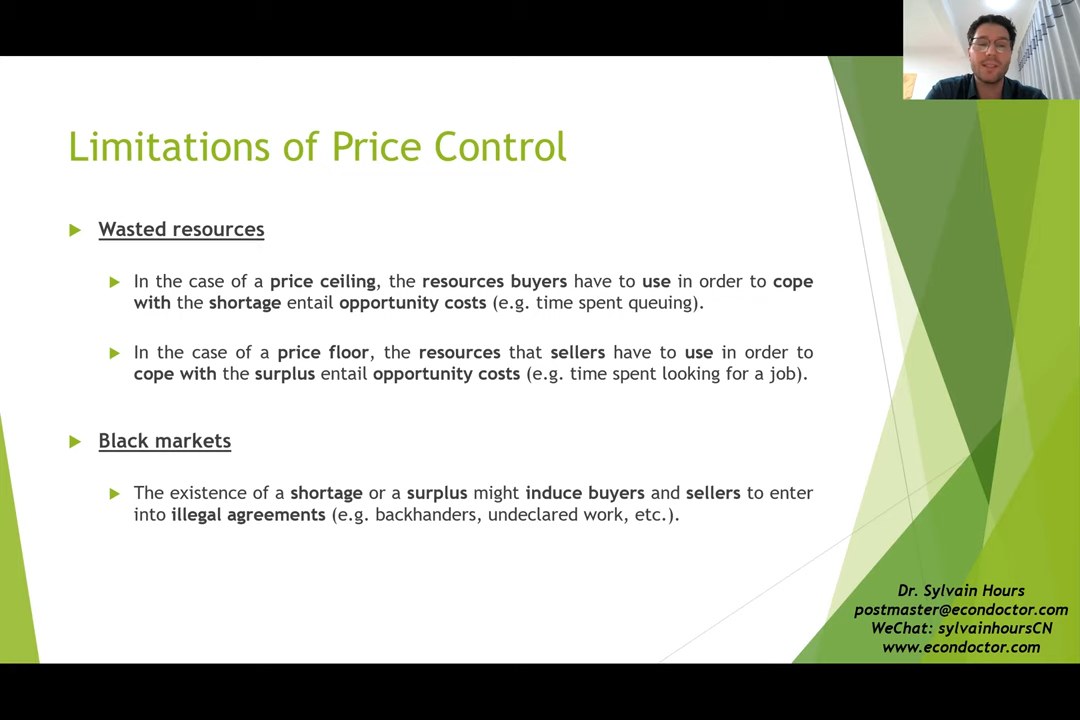 Limitations of Price Control
Wasted resources
In the case of a price ceiling, the resources buyers have to use in order to cope
with the shortage entail opportunity costs (e.g. time spent queuing).
In the case of a price floor, the resources that sellers have to use in order to
cope with the surplus entail opportunity costs (e.g. time spent looking for a job).
Black markets
The existence of a shortage or a surplus might induce buyers and sellers to enter
into illegal agreements (e.g. backhanders, undeclared work, etc.).
Dr. Sylvain Hours
postmaster@econdoctor.com
WeChat: sylvainhoursCN
www.econdoctor.com